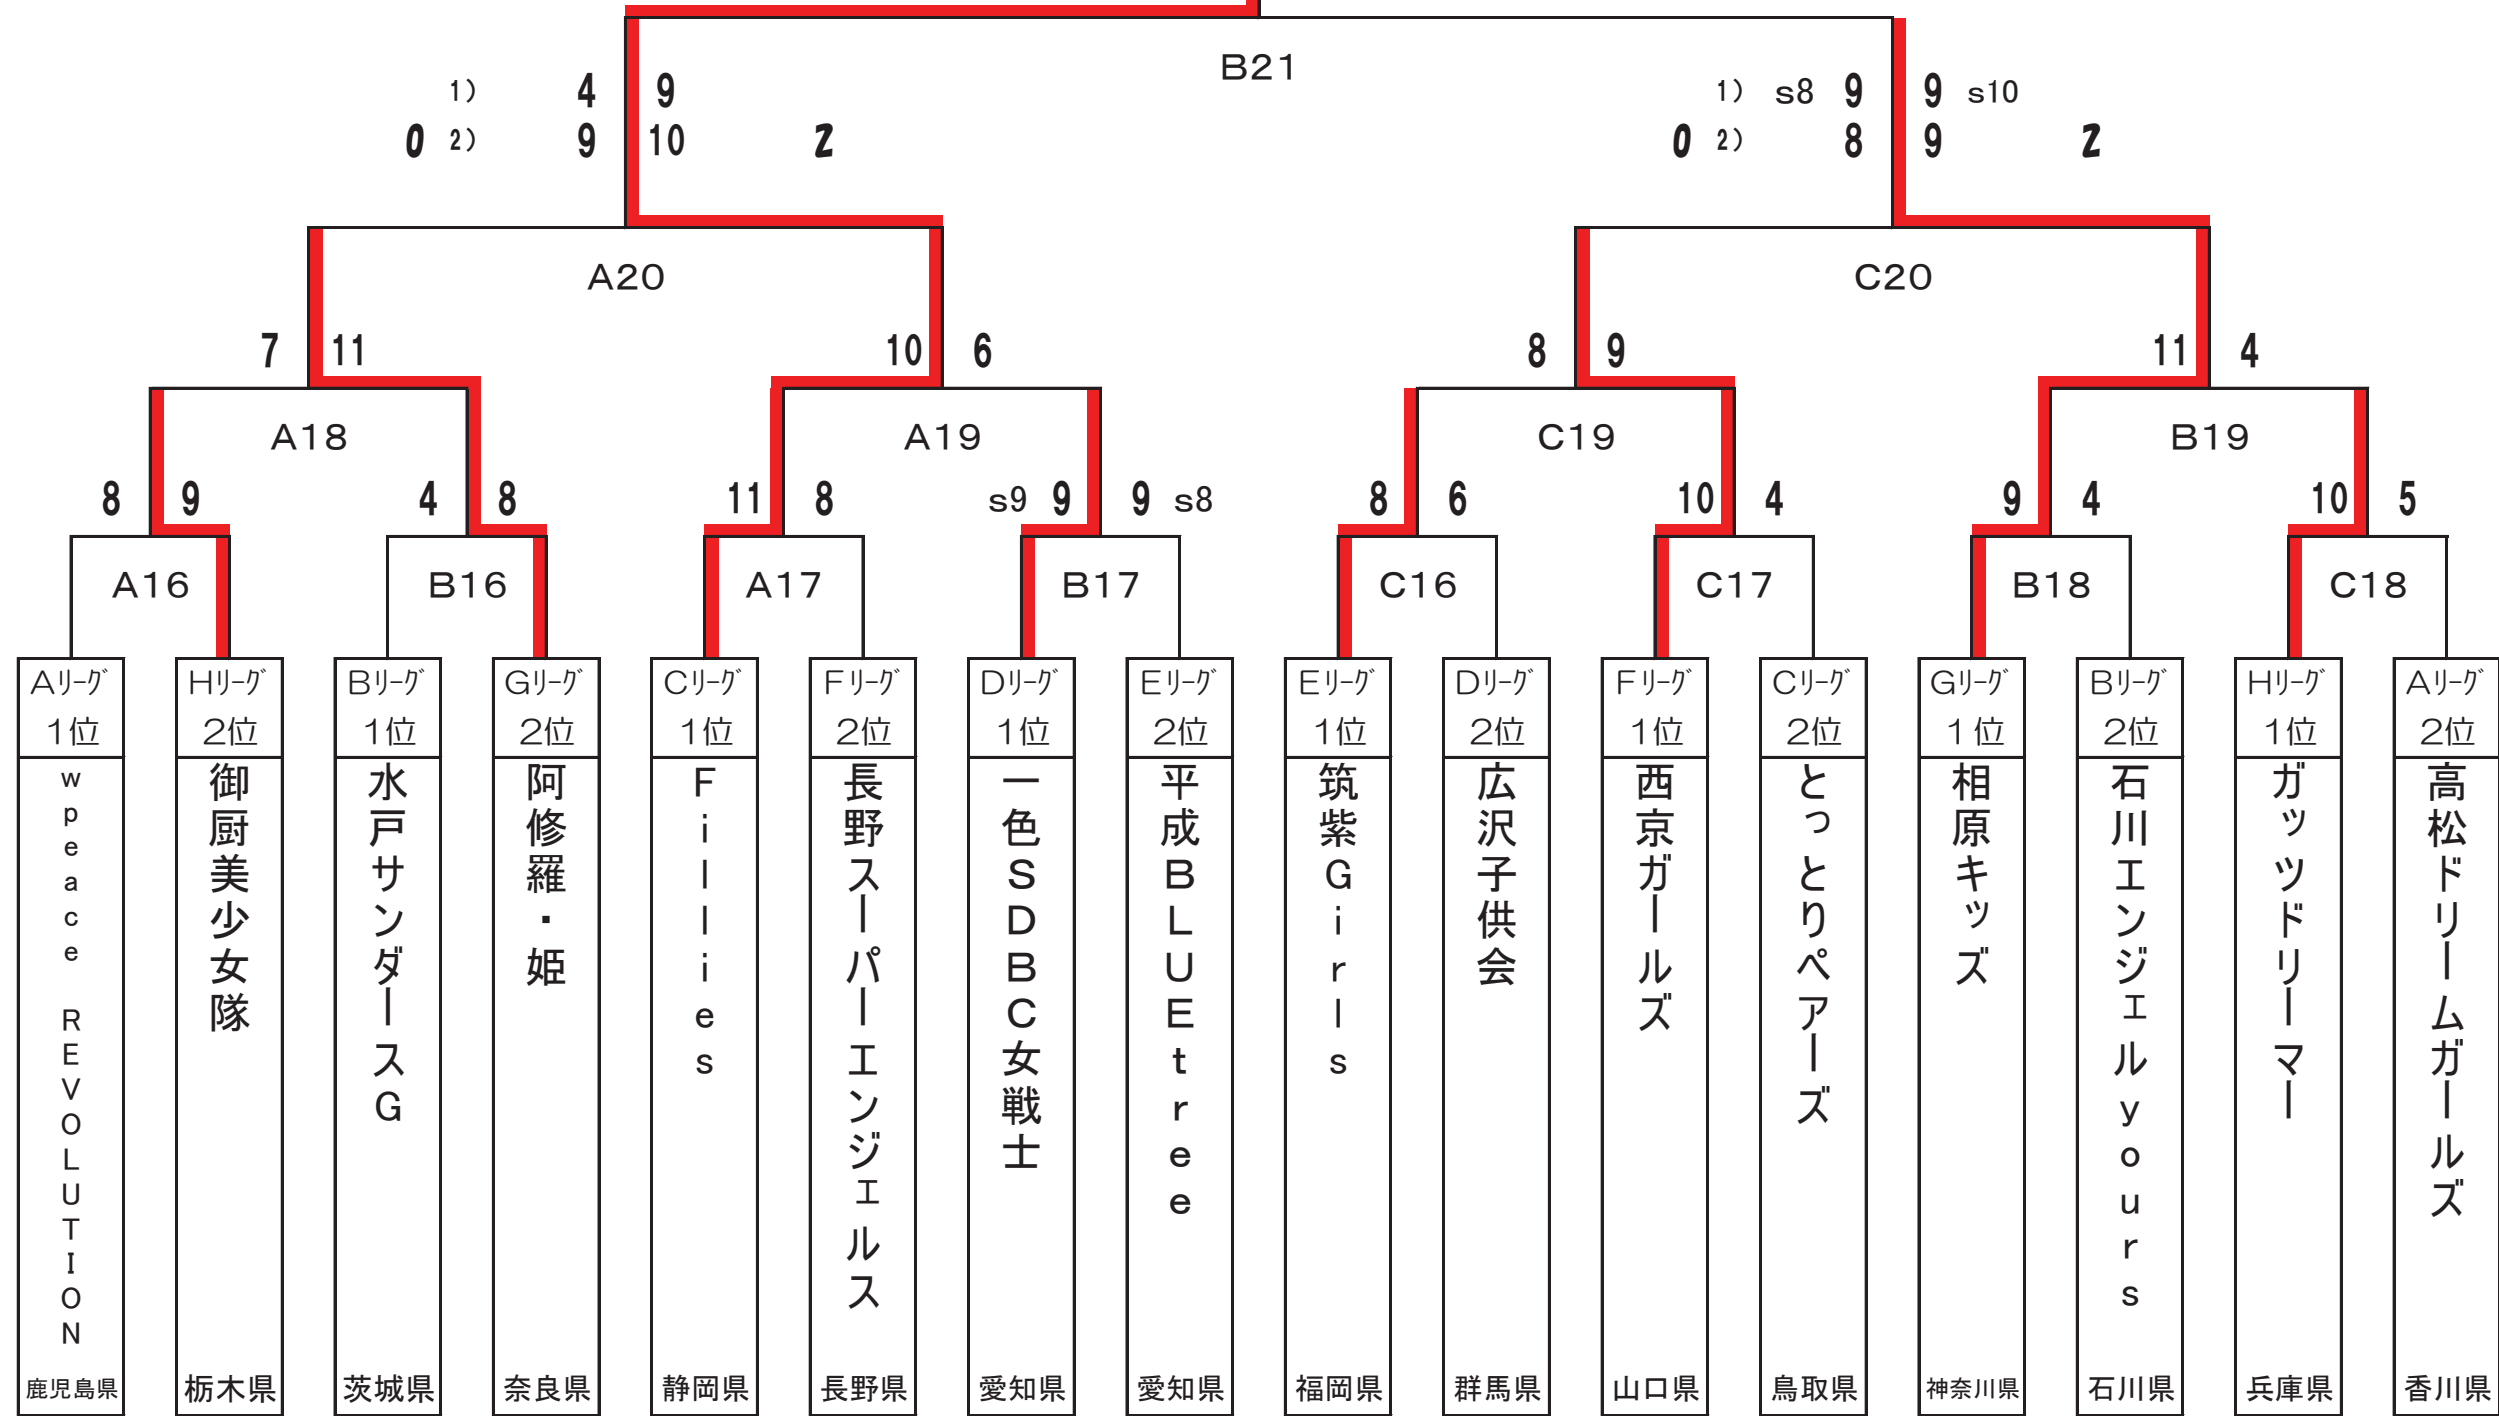 B21
1) 4 9
0 2) 9 10 2
1) s8 9 9 s10
0 2) 8 9 2
A20
C20
7 11
10 6
8 9
11 4
A18
A19
C19
B19
8 9
4 8
11 8
s9 9 9 s8
8 6
10 4
9 4
10 5
A16
B16
A17
B17
C16
C17
B18
C18
Aリーグ
1位
wpeace REVOLUTION
鹿児島県
Hリーグ
2位
御厨美少女隊
栃木県
Bリーグ
1位
水戸サンダースG
茨城県
Gリーグ
2位
阿修羅・姫
奈良県
Cリーグ
1位
Fillies
静岡県
Fリーグ
2位
長野スーパーエンジェルス
長野県
Dリーグ
1位
一色SDBC女戦士
愛知県
Eリーグ
2位
平成BLUEtree
愛知県
Eリーグ
1位
筑紫Girls
福岡県
Dリーグ
2位
広沢子供会
群馬県
Fリーグ
1位
西京ガールズ
山口県
Cリーグ
2位
とっとりペアーズ
鳥取県
Gリーグ
1位
相原キッズ
神奈川県
Bリーグ
2位
石川エンジェルyours
石川県
Hリーグ
1位
ガッツドリーマー
兵庫県
Aリーグ
2位
高松ドリームガールズ
香川県